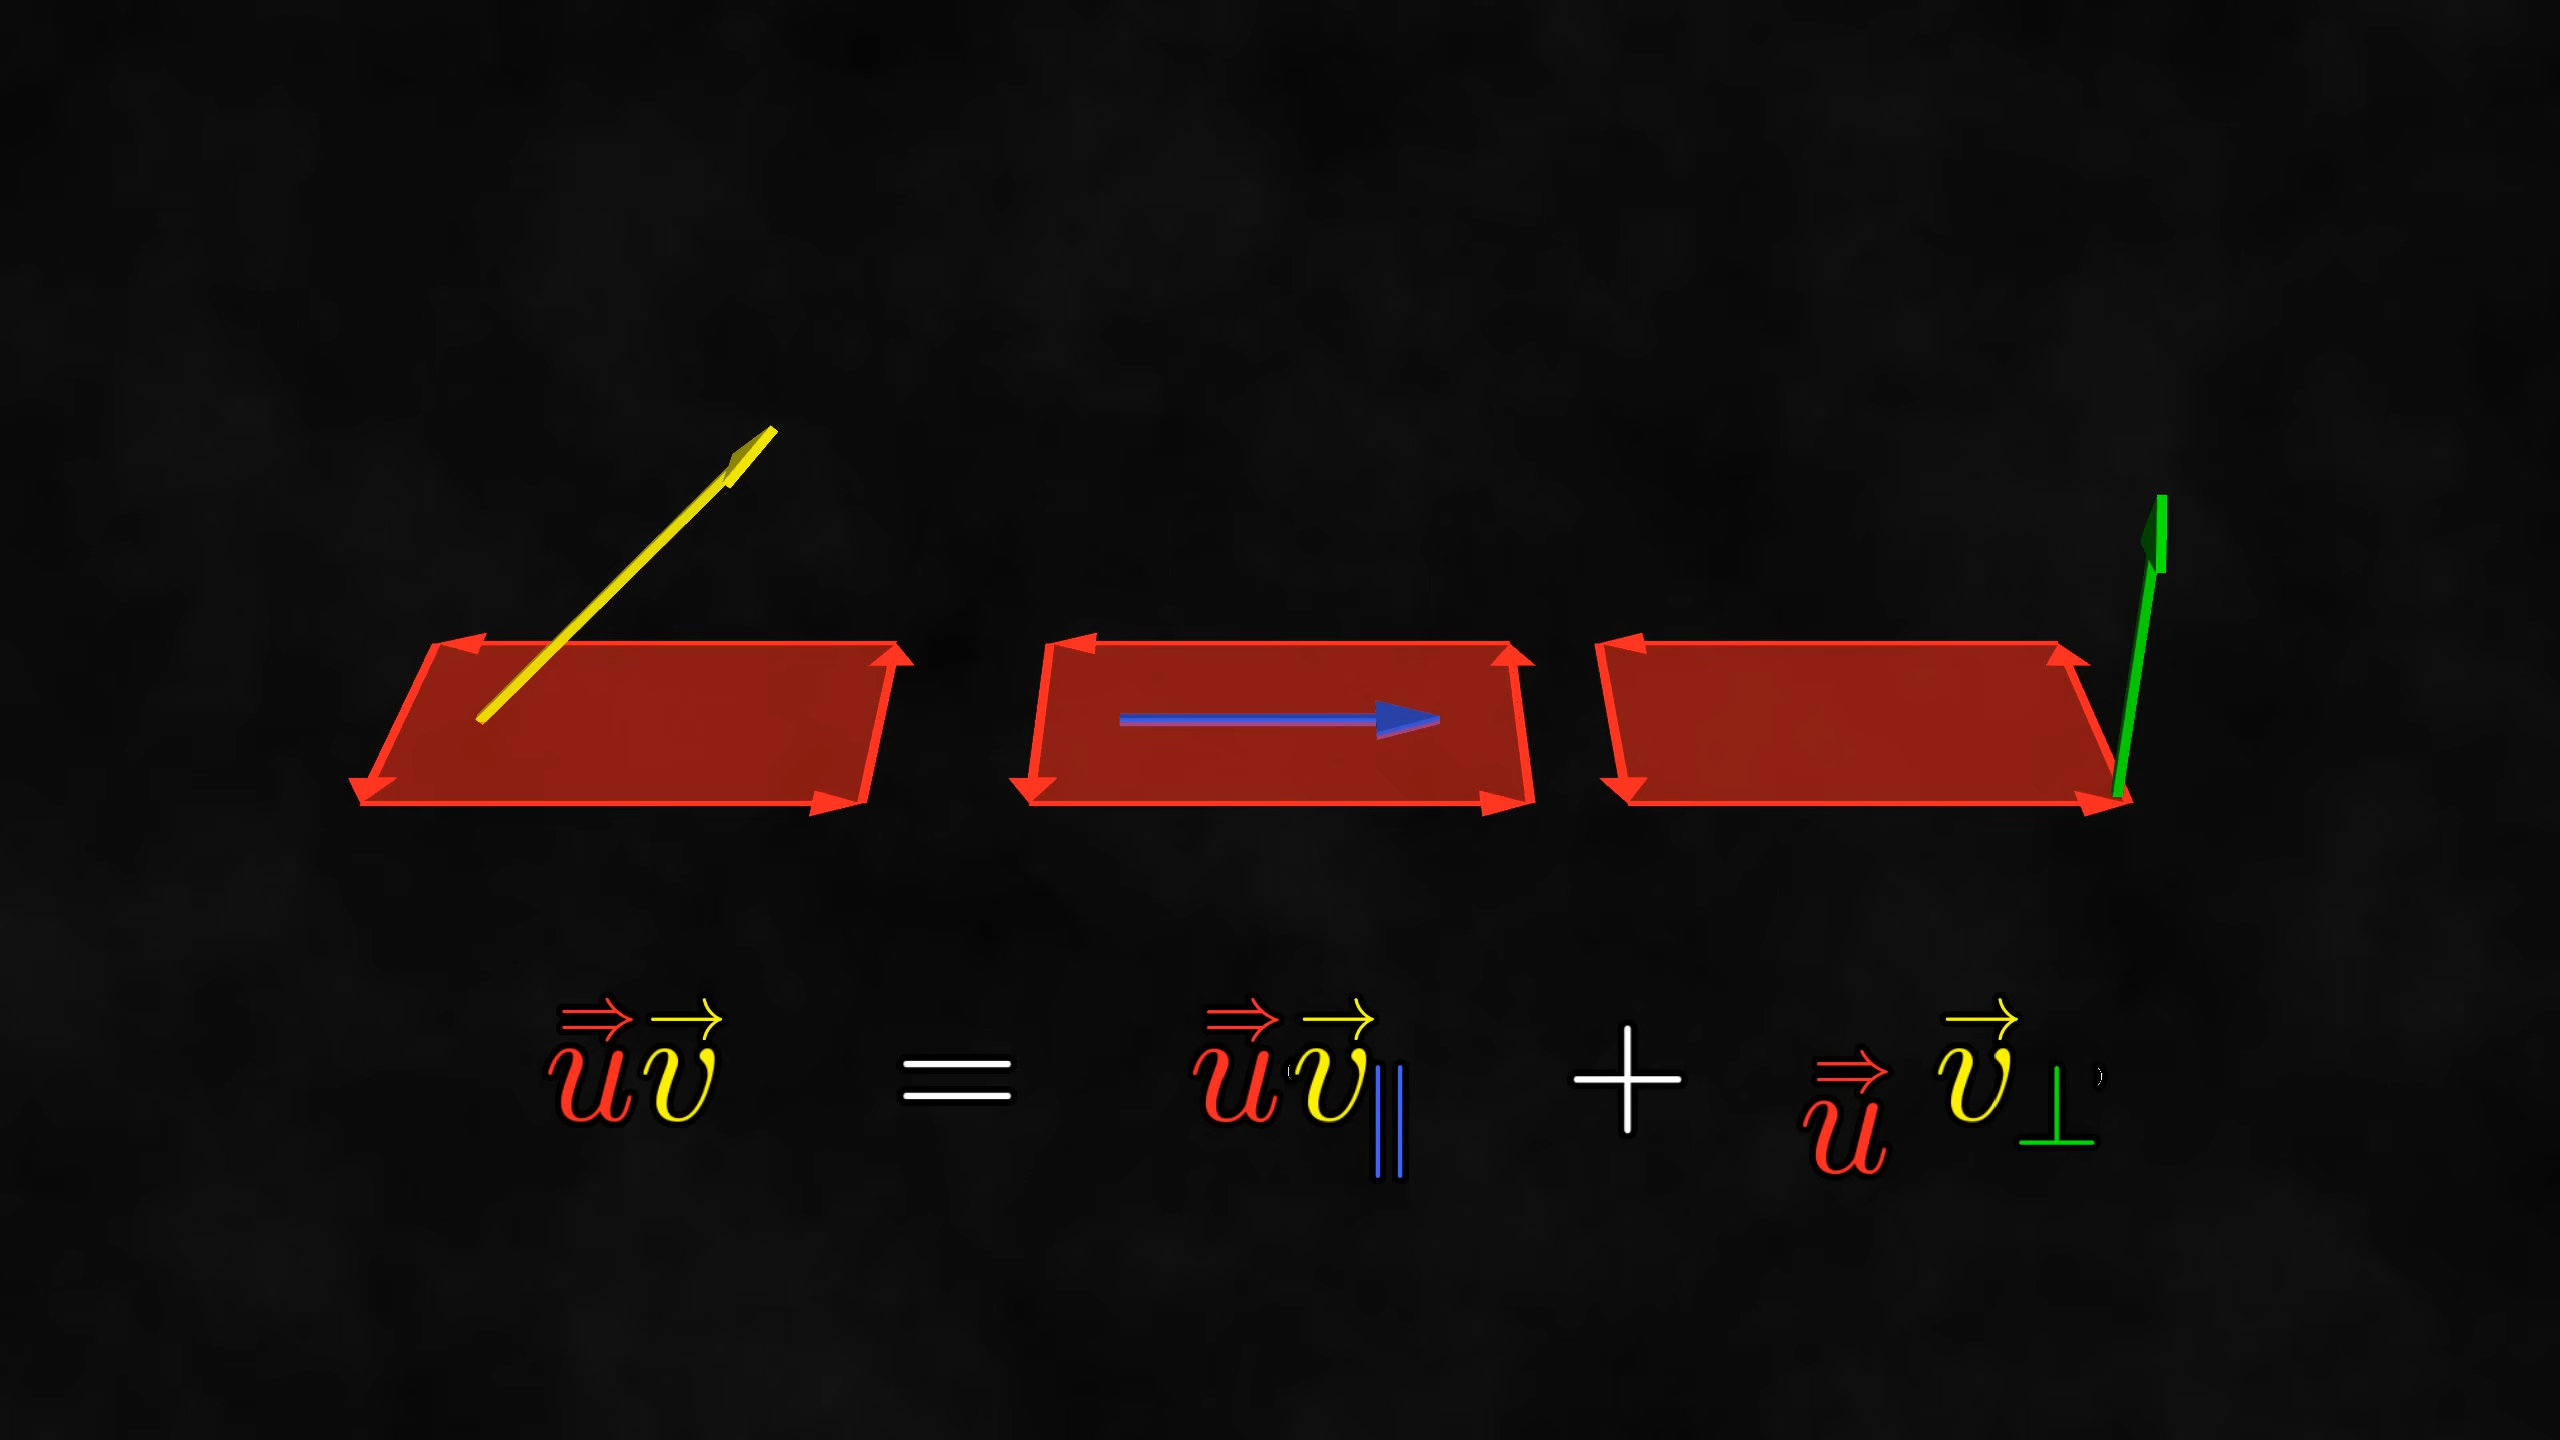 u⃗⃗ v⃗ = u⃗⃗ v⃗∥ + u⃗⃗ v⃗⊥